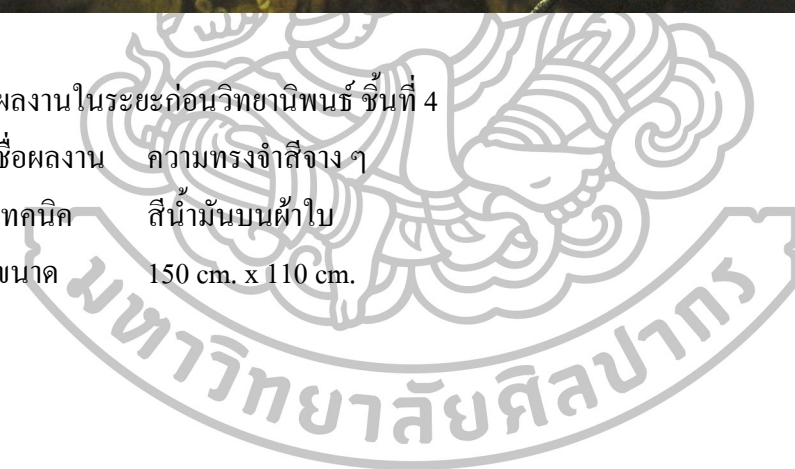 ผลงานในระยะก่อนวิทยานิพนธ์ ชิ้นที่ 4
ชื่อผลงาน ความทรงจำสีจาง ๆ
เทคนิค สีน้ำมันบนผ้าใบ
ขนาด 150 cm. x 110 cm.
มหาวิทยาลัยศิลปากร